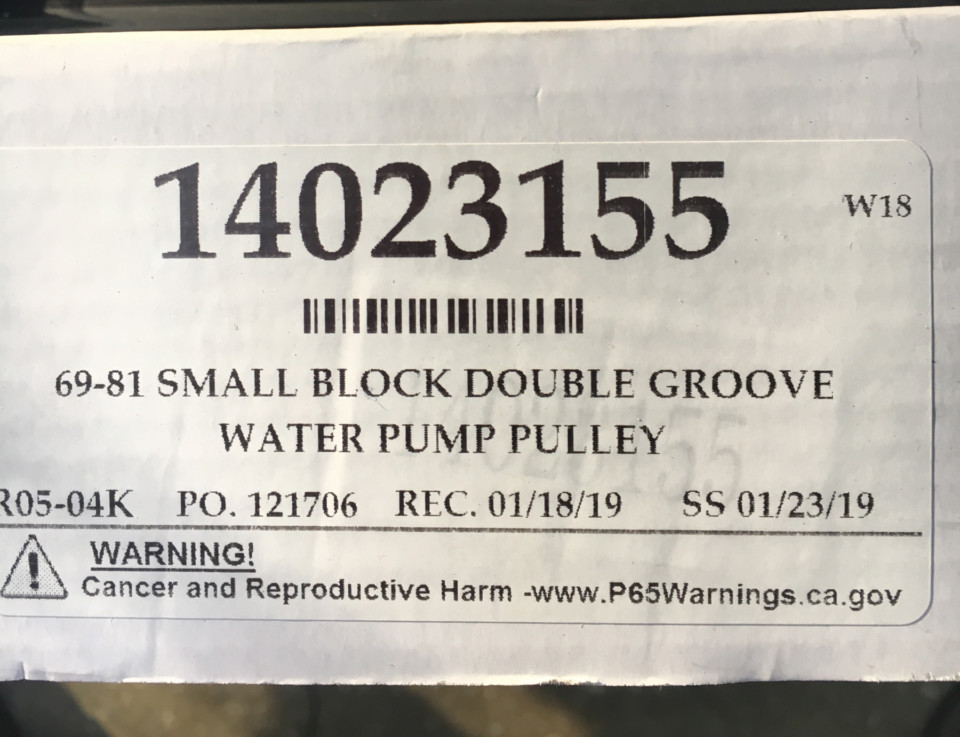 14023155
W18
69-81 SMALL BLOCK DOUBLE GROOVE
WATER PUMP PULLEY
R05-04K PO. 121706 REC. 01/18/19 SS 01/23/19
WARNING!
Cancer and Reproductive Harm -www.P65Warnings.ca.gov